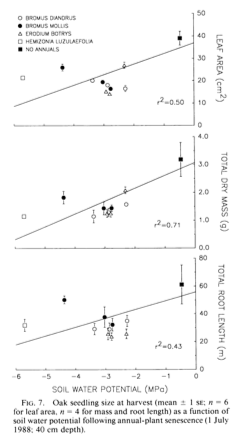 ○ BROMUS DIANDRUS
● BROMUS MOLLIS
△ ERODIUM BOTRYS
□ HEMIZONIA LUZULAEFOLIA
■ NO ANNUALS
50
40
30
20
10
0
LEAF AREA (cm²)
r²=0.50
4.0
3.0
2.0
1.0
0.0
TOTAL DRY MASS (g)
r²=0.71
80
60
40
20
0
TOTAL ROOT LENGTH (m)
r²=0.43
−6 −5 −4 −3 −2 −1 0
SOIL WATER POTENTIAL (MPa)
FIG. 7. Oak seedling size at harvest (mean ± 1 SE; n = 6
for leaf area, n = 4 for mass and root length) as a function of
soil water potential following annual-plant senescence (1 July
1988; 40 cm depth).